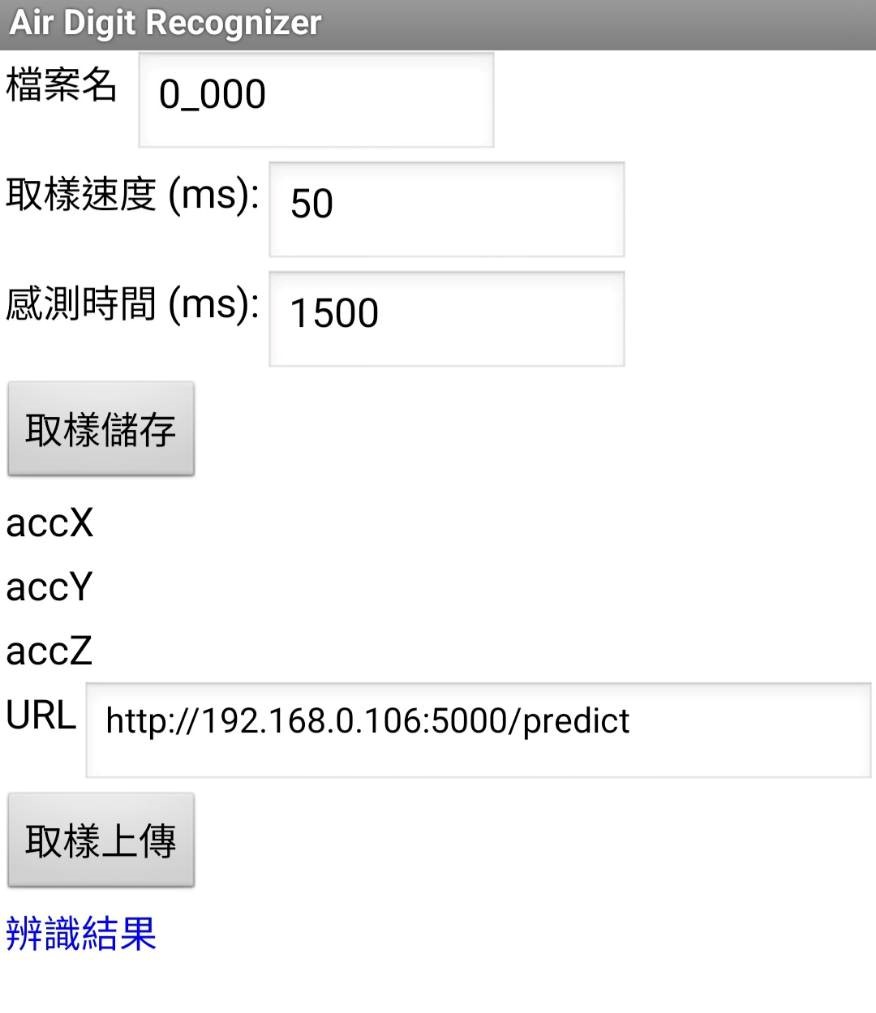 Air Digit Recognizer
檔案名 0_000
取樣速度 (ms): 50
感測時間 (ms): 1500
取樣儲存
accX
accY
accZ
URL http://192.168.0.106:5000/predict
取樣上傳
辨識結果